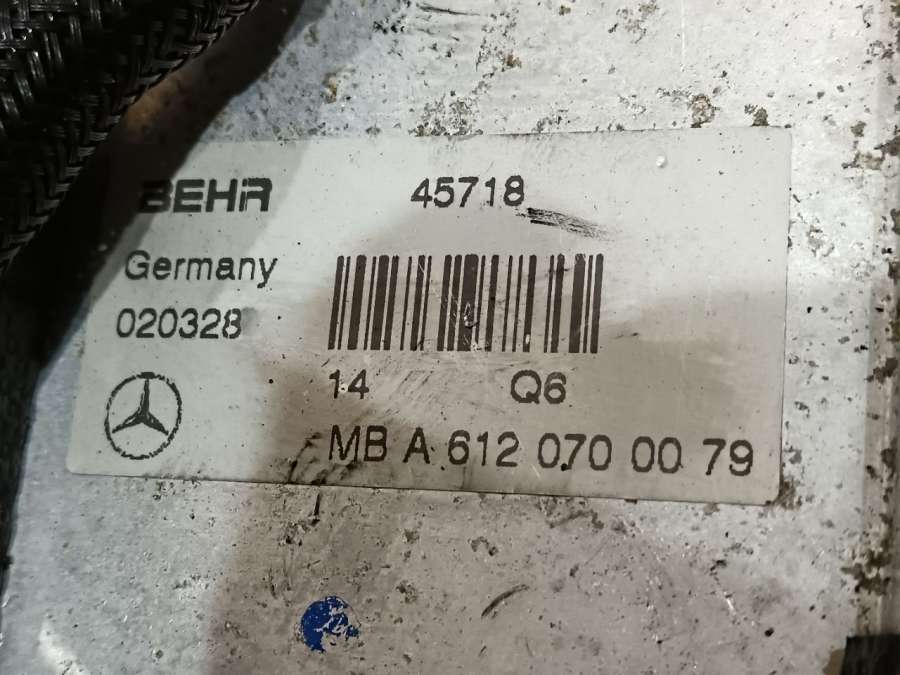 BEHR 45718
Germany
020328
14 Q6
MB A 612 070 00 79